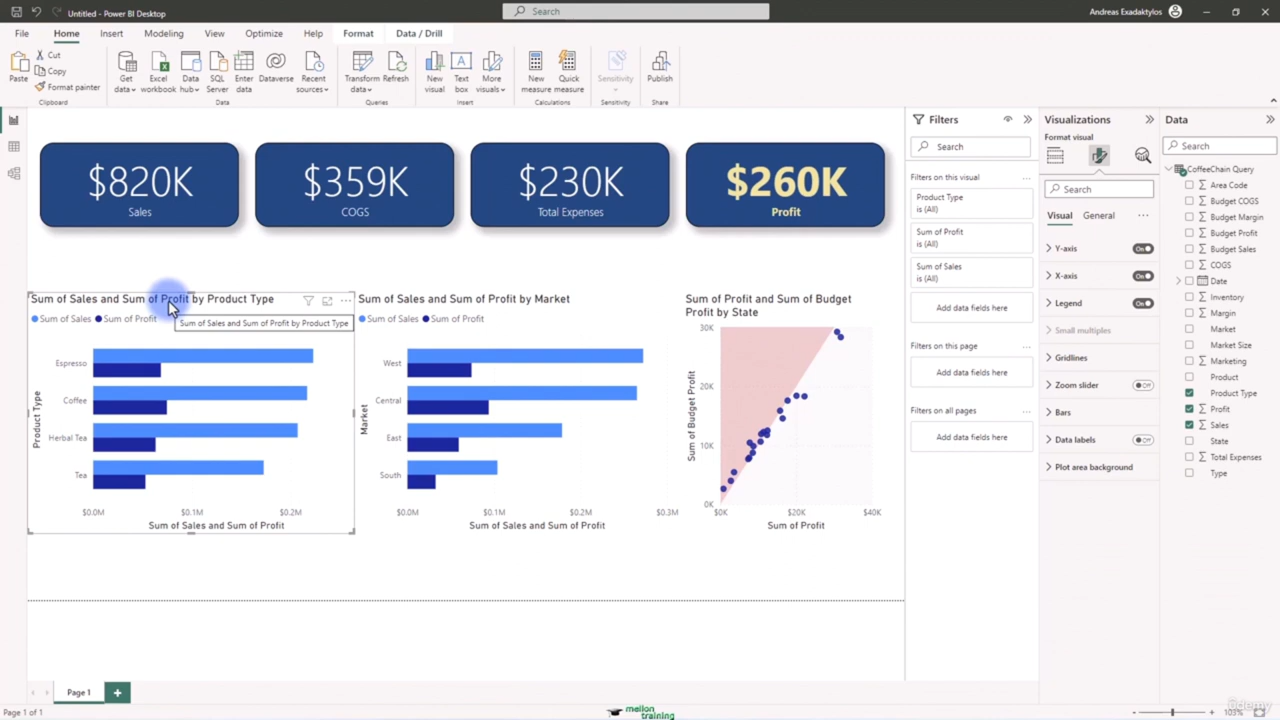 Untitled - Power BI Desktop
Search
Andreas Exadaktylos
File
Home
Insert
Modeling
View
Optimize
Help
Format
Data / Drill
Paste
Cut
Copy
Format painter
Clipboard
Get data
Excel workbook
Data hub
SQL Server
Enter data
Dataverse
Recent sources
Data
Transform data
Refresh
Queries
New visual
Text box
More visuals
Insert
New measure
Quick measure
Calculations
Sensitivity
Sensitivity
Publish
Share
$820K
Sales
$359K
COGS
$230K
Total Expenses
$260K
Profit
Sum of Sales and Sum of Profit by Product Type
Sum of Sales
Sum of Profit
Sum of Sales and Sum of Profit by Product Type
Product Type
Espresso
Coffee
Herbal Tea
Tea
$0.0M
$0.1M
$0.2M
Sum of Sales and Sum of Profit
Sum of Sales and Sum of Profit by Market
Sum of Sales
Sum of Profit
Market
West
Central
East
South
$0.0M
$0.1M
$0.2M
$0.3M
Sum of Sales and Sum of Profit
Sum of Profit and Sum of Budget
Profit by State
Sum of Budget Profit
30K
20K
10K
0K
$0K
$20K
$40K
Sum of Profit
Filters
Search
Filters on this visual
Product Type
is (All)
Sum of Profit
is (All)
Sum of Sales
is (All)
Add data fields here
Filters on this page
Add data fields here
Filters on all pages
Add data fields here
Visualizations
Format visual
Search
Visual
General
Y-axis
On
X-axis
On
Legend
On
Small multiples
Gridlines
Zoom slider
Off
Bars
Data labels
Off
Plot area background
Data
Search
CoffeeChain Query
Area Code
Budget COGS
Budget Margin
Budget Profit
Budget Sales
COGS
Date
Inventory
Margin
Market
Market Size
Marketing
Product
Product Type
Profit
Sales
State
Total Expenses
Type
Page 1
Page 1 of 1
mellon
training
103%